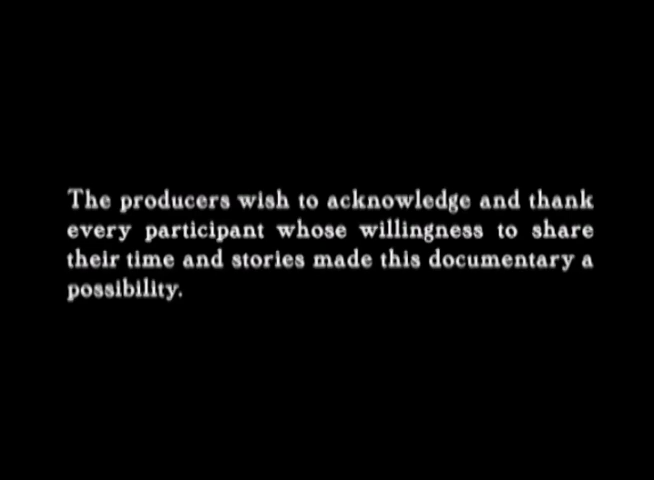 The producers wish to acknowledge and thank
every participant whose willingness to share
their time and stories made this documentary a
possibility.